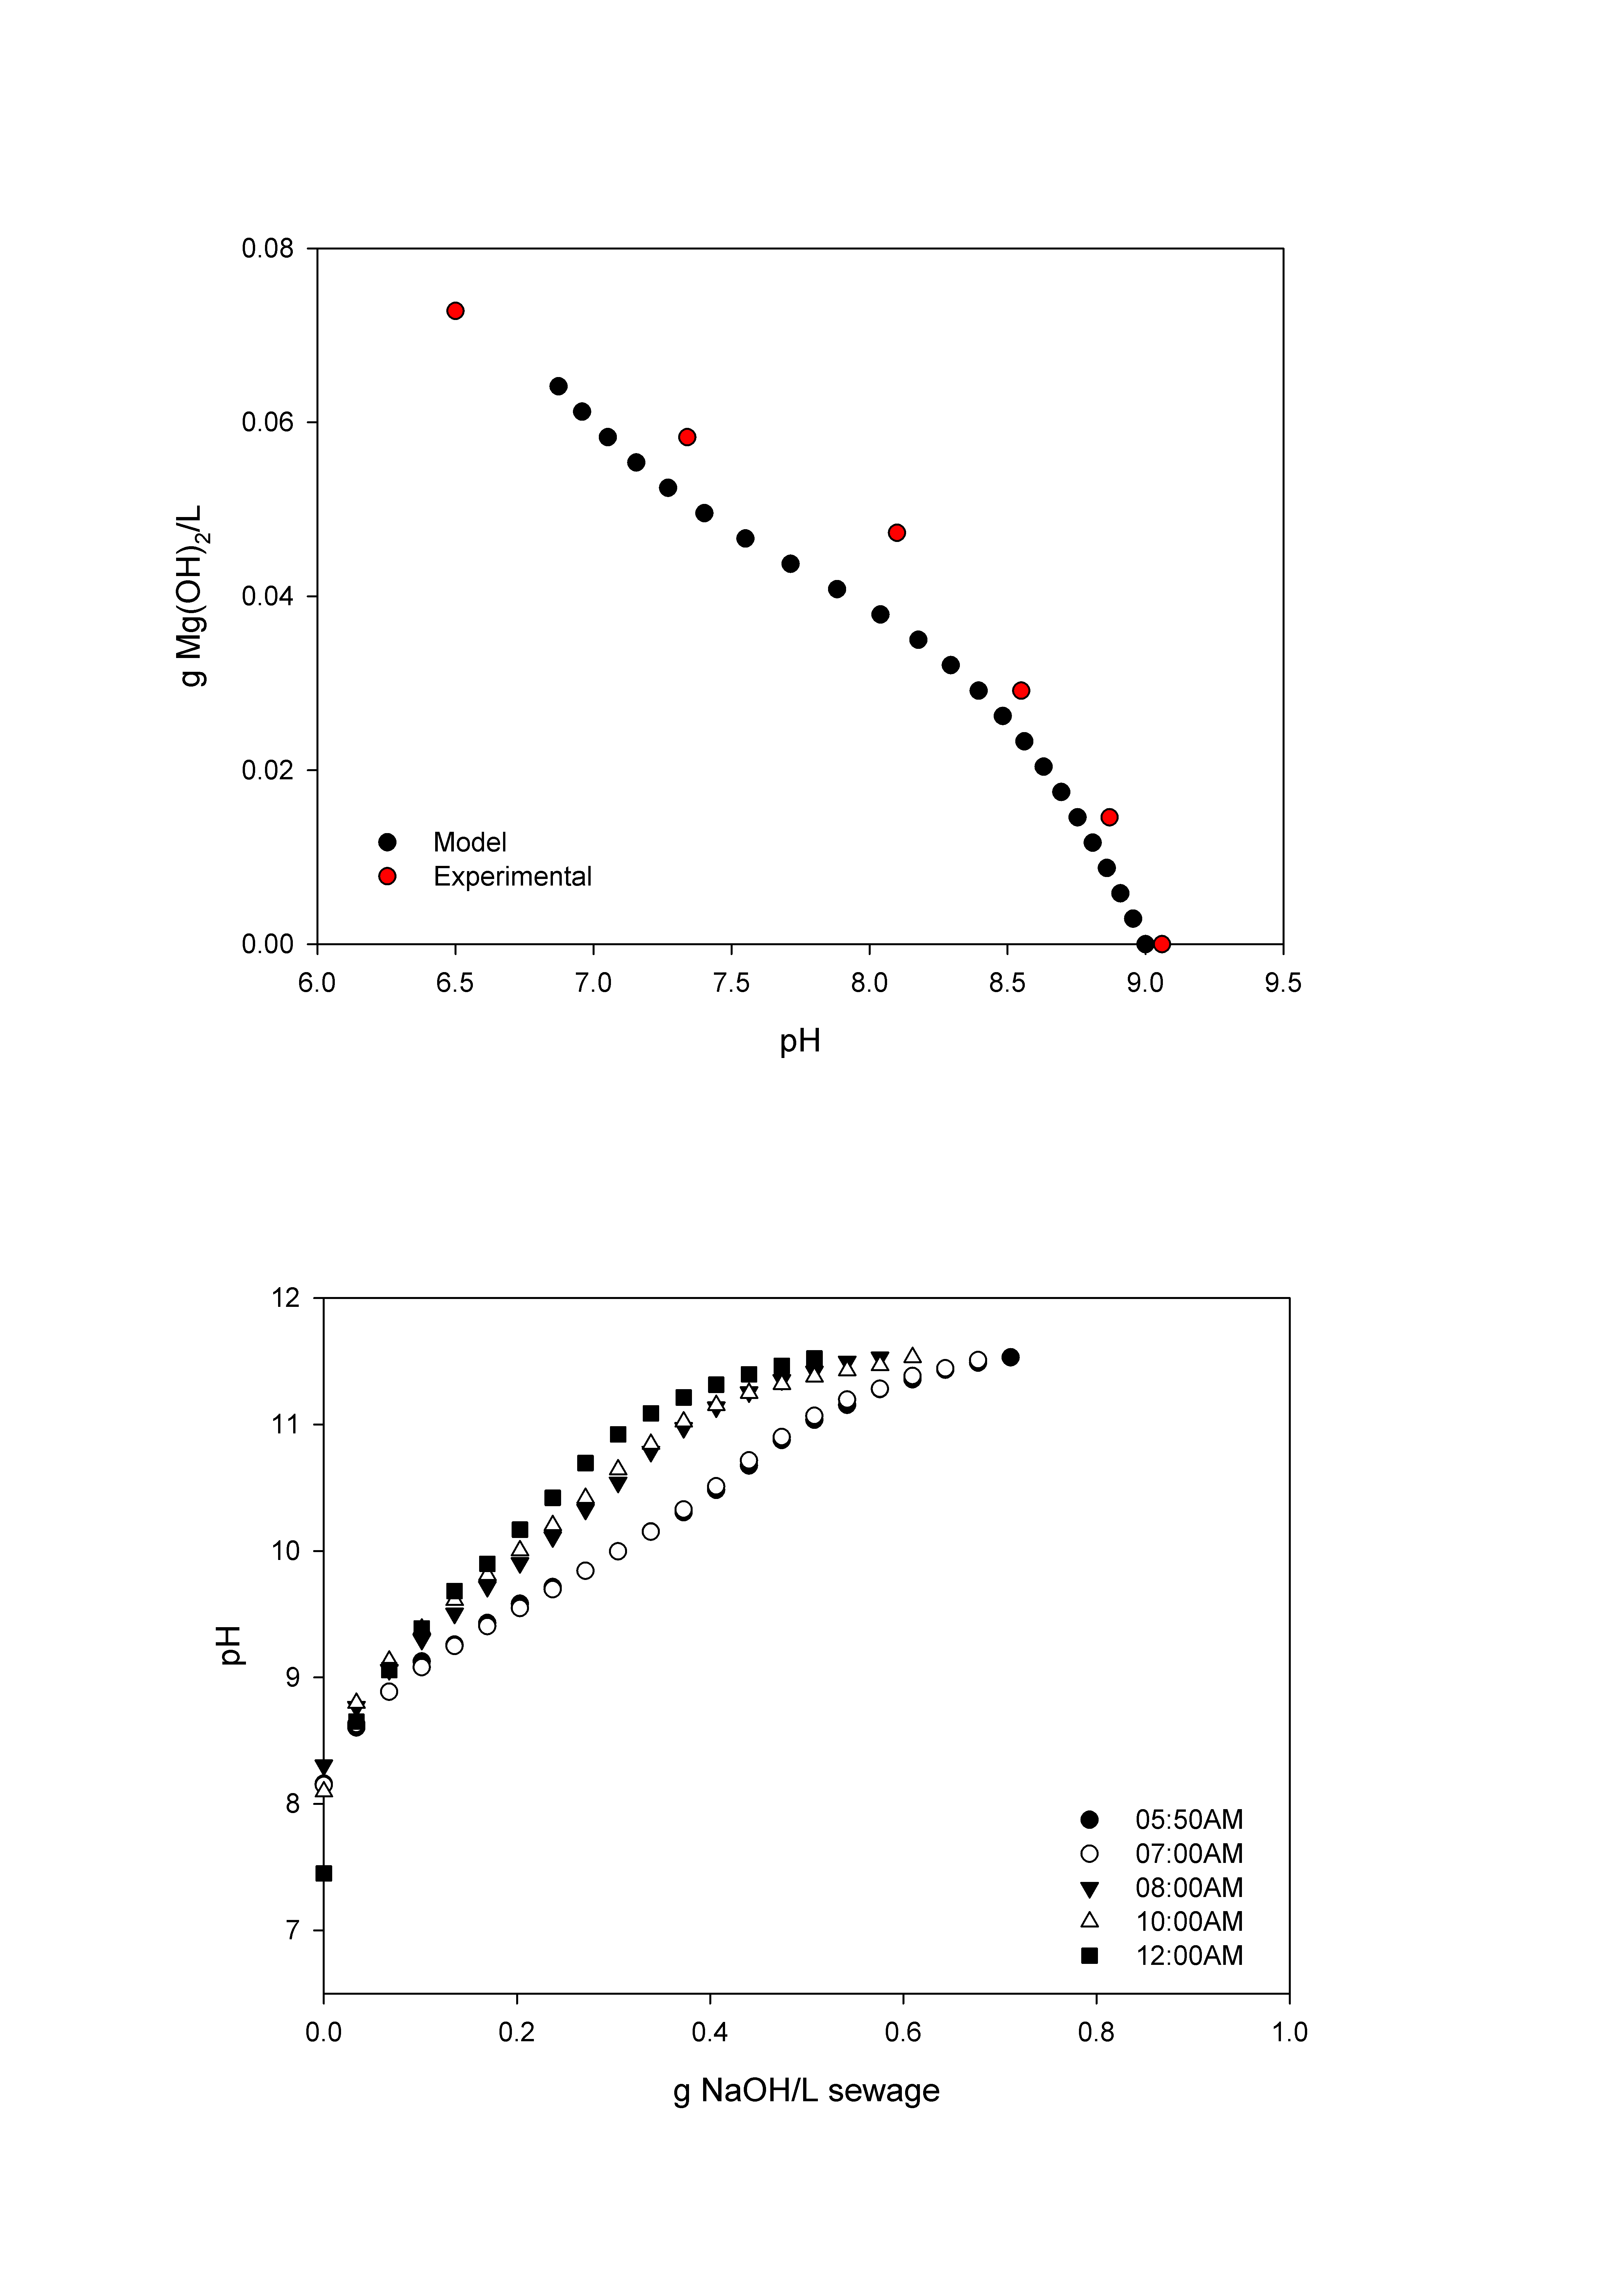 0.08
0.06
0.04
0.02
0.00
g Mg(OH)2/L
Model
Experimental
6.0 6.5 7.0 7.5 8.0 8.5 9.0 9.5
pH
12
11
10
9
8
7
pH
05:50AM
07:00AM
08:00AM
10:00AM
12:00AM
0.0 0.2 0.4 0.6 0.8 1.0
g NaOH/L sewage